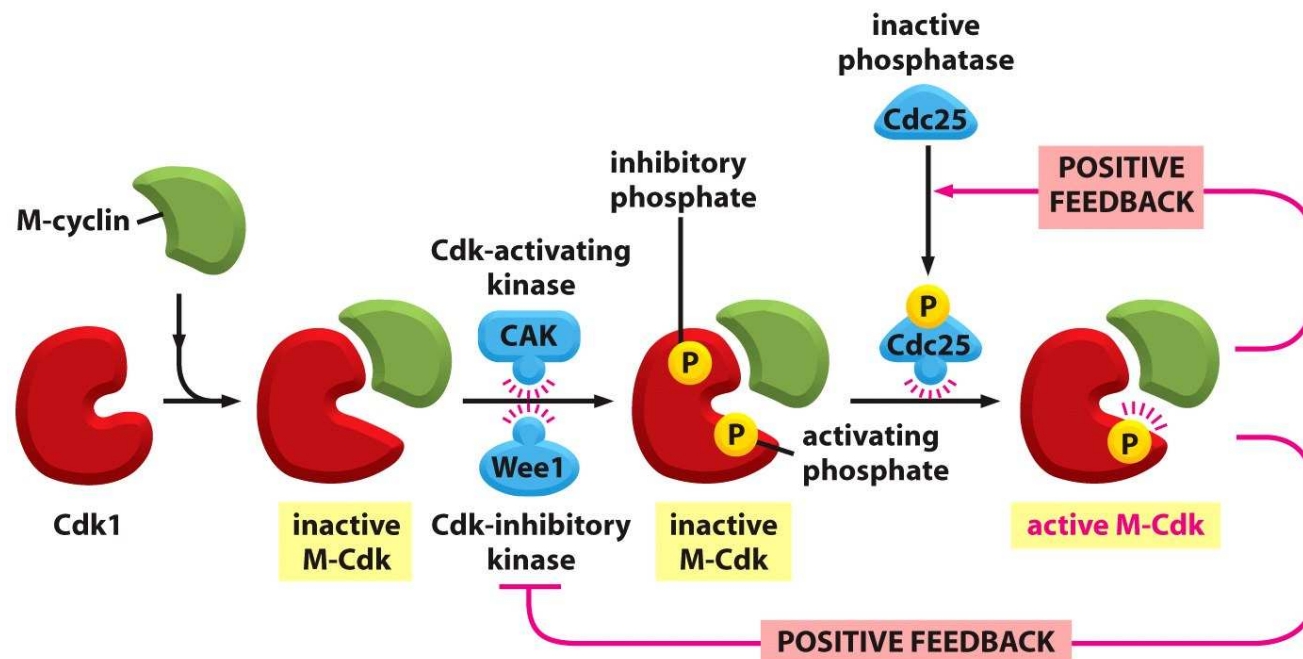 inactive
phosphatase
Cdc25
POSITIVE
FEEDBACK
inhibitory
phosphate
M-cyclin
Cdk-activating
kinase
CAK
P
P
Cdc25
P
P
Wee1
activating
phosphate
Cdk1
inactive
M-Cdk
Cdk-inhibitory
kinase
inactive
M-Cdk
active M-Cdk
POSITIVE FEEDBACK